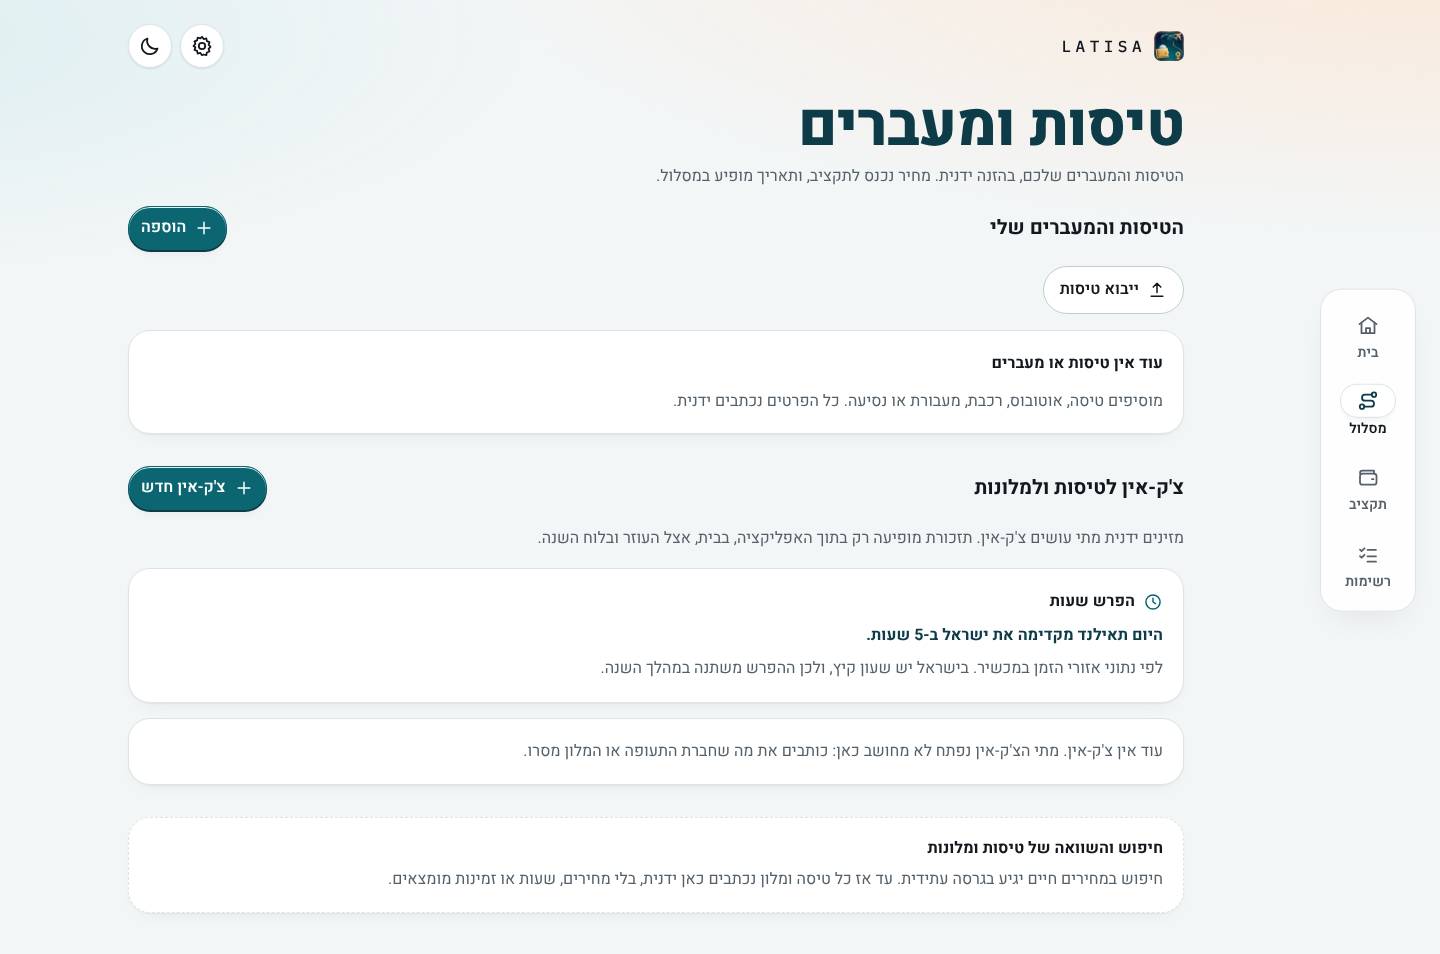 LATISA
טיסות ומעברים
הטיסות והמעברים שלכם, בהזנה ידנית. מחיר נכנס לתקציב, ותאריך מופיע במסלול.
הטיסות והמעברים שלי
הוספה
ייבוא טיסות
עוד אין טיסות או מעברים
מוסיפים טיסה, אוטובוס, רכבת, מעבורת או נסיעה. כל הפרטים נכתבים ידנית.
צ'ק-אין לטיסות ולמלונות
צ'ק-אין חדש
מזינים ידנית מתי עושים צ'ק-אין. תזכורת מופיעה רק בתוך האפליקציה, בבית, אצל העוזר ובלוח השנה.
הפרש שעות
היום תאילנד מקדימה את ישראל ב-5 שעות.
לפי נתוני אזורי הזמן במכשיר. בישראל יש שעון קיץ, ולכן ההפרש משתנה במהלך השנה.
עוד אין צ'ק-אין. מתי הצ'ק-אין נפתח לא מחושב כאן: כותבים את מה שחברת התעופה או המלון מסרו.
חיפוש והשוואה של טיסות ומלונות
חיפוש במחירים חיים יגיע בגרסה עתידית. עד אז כל טיסה ומלון נכתבים כאן ידנית, בלי מחירים, שעות או זמינות מומצאים.
בית
מסלול
תקציב
רשימות